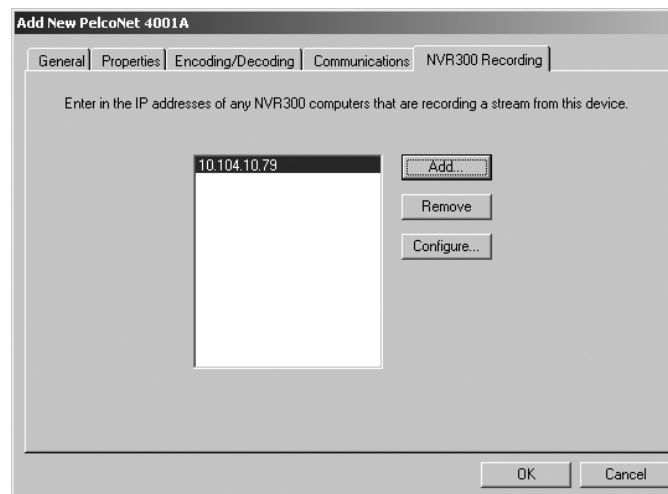 Add New PelcoNet 4001A
General Properties Encoding/Decoding Communications NVR300 Recording
Enter in the IP addresses of any NVR300 computers that are recording a stream from this device.
10.104.10.79
Add...
Remove
Configure...
OK Cancel